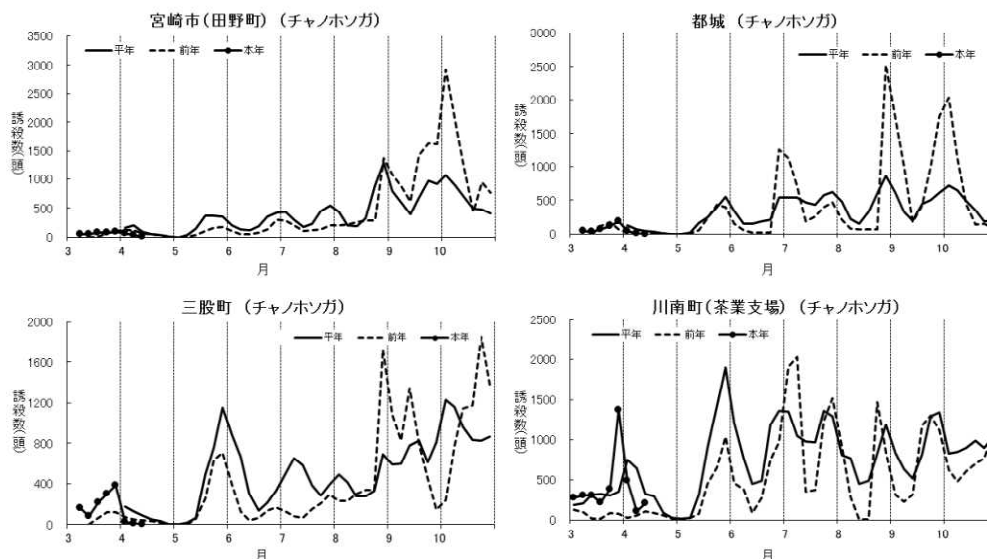 宮崎市(田野町) (チャノホソガ)
3500
3000
2500
2000
1500
1000
500
0
誘殺数(頭)
平年 前年 本年
3 4 5 6 7 8 9 10
月
都城 (チャノホソガ)
3000
2500
2000
1500
1000
500
0
誘殺数(頭)
平年 前年 本年
3 4 5 6 7 8 9 10
月
三股町 (チャノホソガ)
2000
1600
1200
800
400
0
誘殺数(頭)
平年 前年 本年
3 4 5 6 7 8 9 10
月
川南町(茶業支場) (チャノホソガ)
2500
2000
1500
1000
500
0
誘殺数(頭)
平年 前年 本年
3 4 5 6 7 8 9 10
月